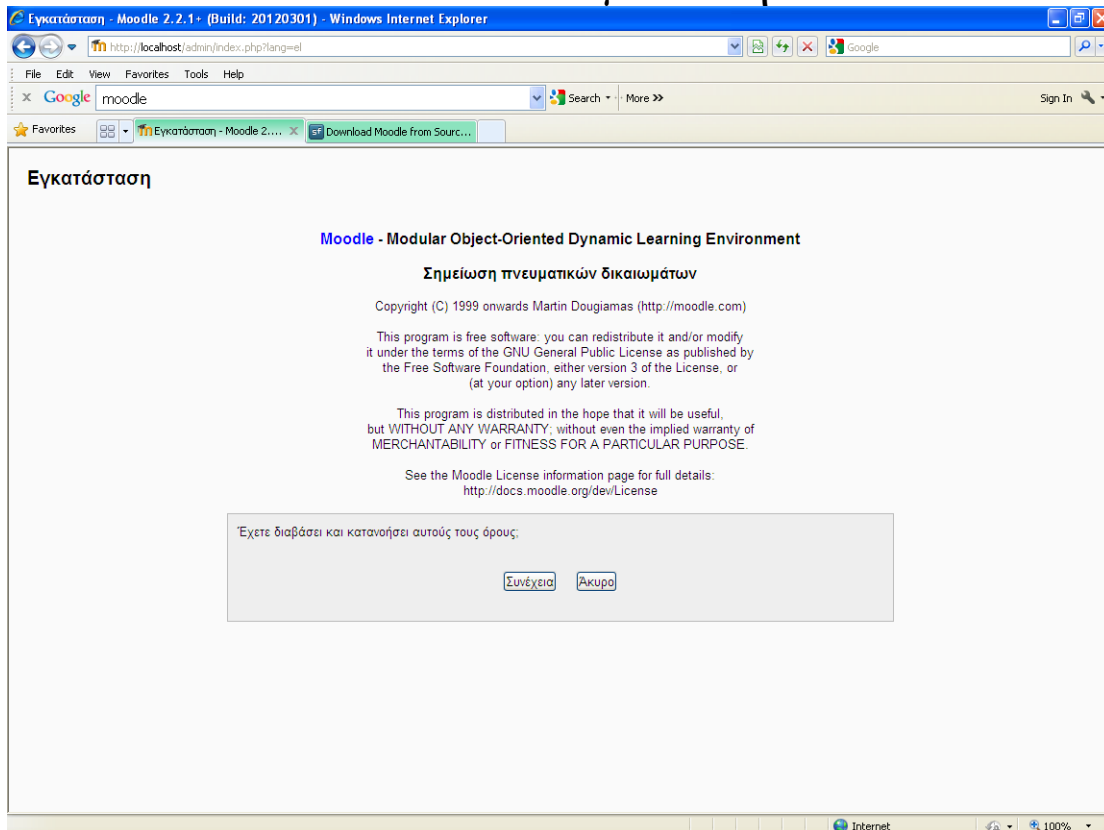 Εγκατάσταση - Moodle 2.2.1+ (Build: 20120301) - Windows Internet Explorer
http://localhost/admin/index.php?lang=el
Google
File Edit View Favorites Tools Help
x Google moodle Search More >> Sign In
Favorites Εγκατάσταση - Moodle 2.... Download Moodle from Sourc...
Εγκατάσταση
Moodle - Modular Object-Oriented Dynamic Learning Environment
Σημείωση πνευματικών δικαιωμάτων
Copyright (C) 1999 onwards Martin Dougiamas (http://moodle.com)
This program is free software: you can redistribute it and/or modify
it under the terms of the GNU General Public License as published by
the Free Software Foundation, either version 3 of the License, or
(at your option) any later version.
This program is distributed in the hope that it will be useful,
but WITHOUT ANY WARRANTY; without even the implied warranty of
MERCHANTABILITY or FITNESS FOR A PARTICULAR PURPOSE.
See the Moodle License information page for full details:
http://docs.moodle.org/dev/License
Έχετε διαβάσει και κατανοήσει αυτούς τους όρους;
Συνέχεια Άκυρο
Internet 100%